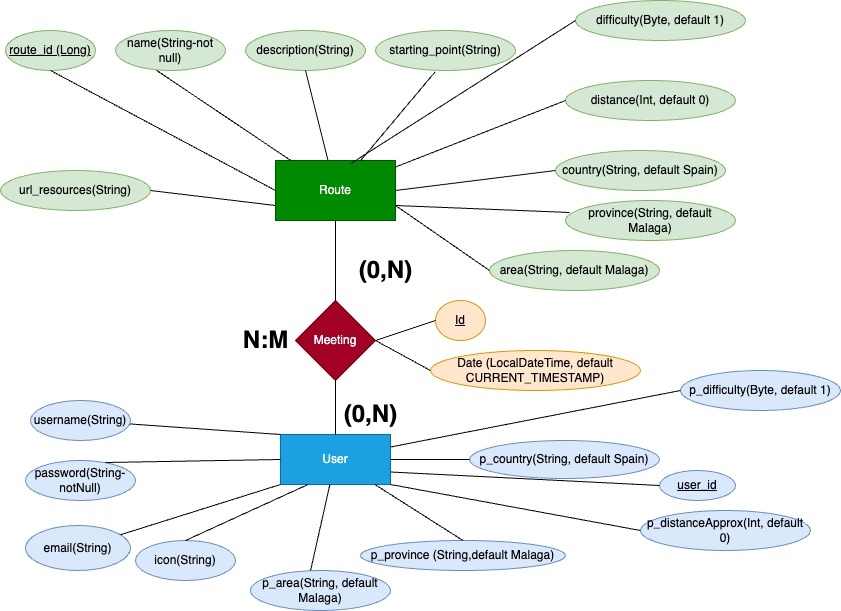 difficulty(Byte, default 1)
route_id (Long)
name(String-not
null)
description(String)
starting_point(String)
distance(Int, default 0)
country(String, default Spain)
url_resources(String)
Route
province(String, default
Malaga)
area(String, default Malaga)
(0,N)
Id
N:M
Meeting
Date (LocalDateTime, default
CURRENT_TIMESTAMP)
p_difficulty(Byte, default 1)
(0,N)
username(String)
User
p_country(String, default Spain)
password(String-
notNull)
user_id
p_distanceApprox(Int, default
0)
email(String)
icon(String)
p_province (String,default Malaga)
p_area(String, default
Malaga)